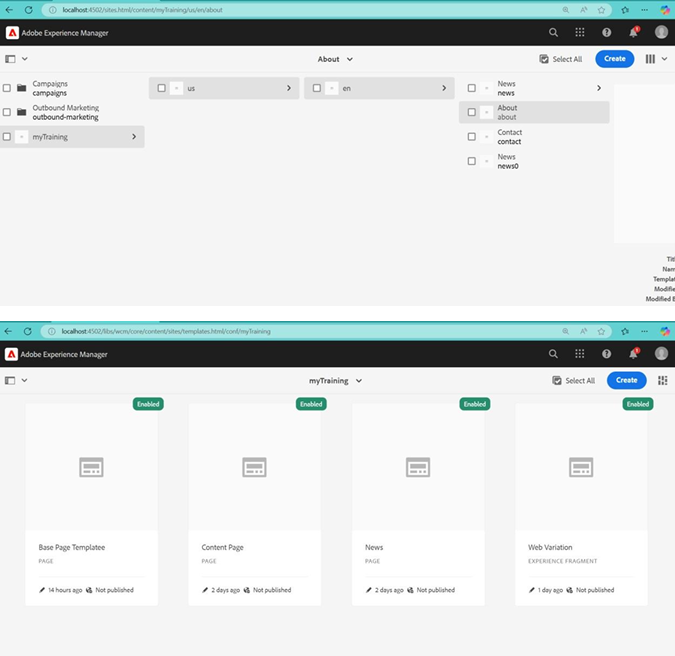 localhost:4502/sites.html/content/myTraining/us/en/about
Adobe Experience Manager
About
Select All
Create
Campaigns
campaigns
Outbound Marketing
outbound-marketing
myTraining
us
en
News
news
About
about
Contact
contact
News
news0
Titl
Nam
Templat
Modifie
Modified B
localhost:4502/libs/wcm/core/content/sites/templates.html/conf/myTraining
Adobe Experience Manager
myTraining
Select All
Create
Enabled
Enabled
Enabled
Enabled
Base Page Templatee
PAGE
14 hours ago Not published
Content Page
PAGE
2 days ago Not published
News
PAGE
2 days ago Not published
Web Variation
EXPERIENCE FRAGMENT
1 day ago Not published